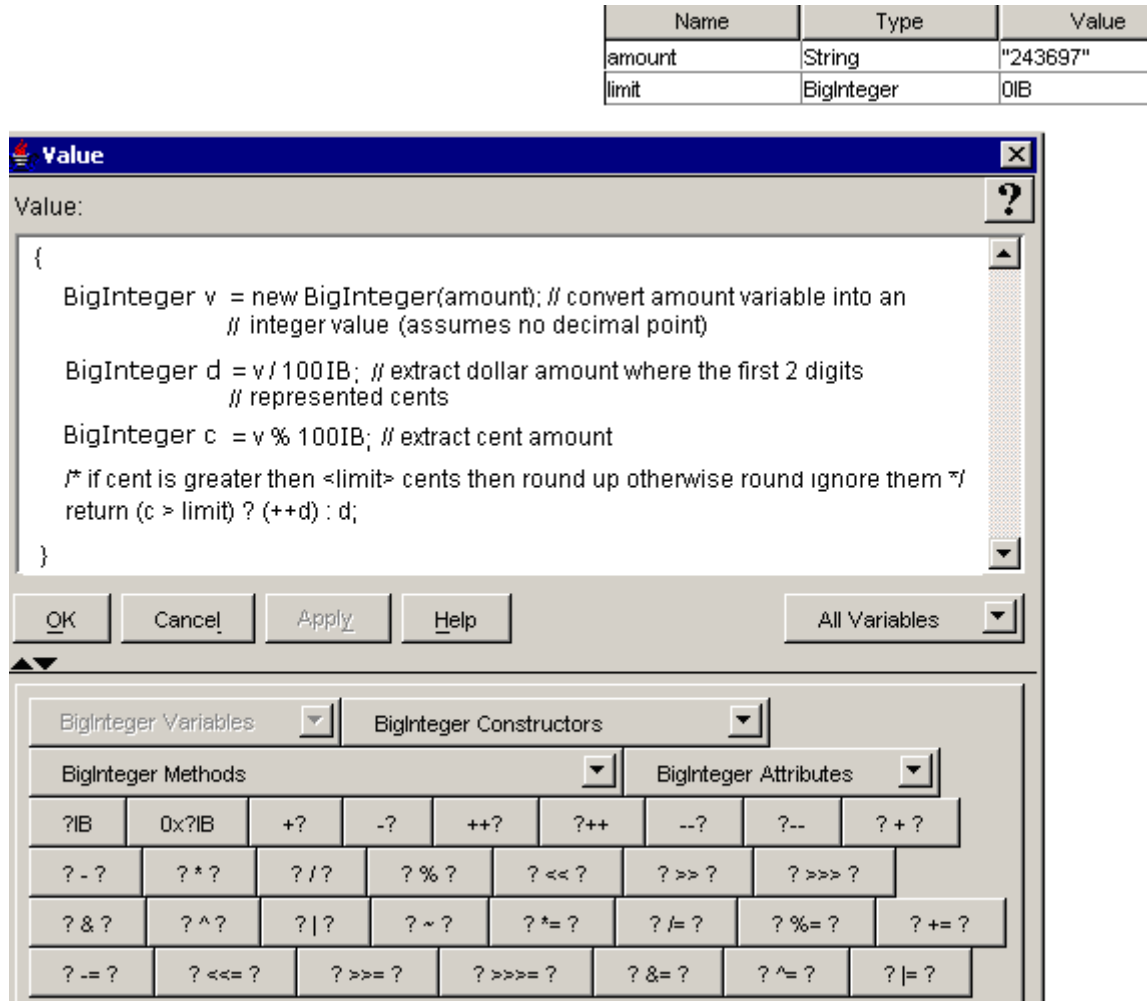 Name Type Value
amount String "243697"
limit BigInteger 0IB
Value
Value:
?
{
BigInteger v = new BigInteger(amount); // convert amount variable into an
// integer value (assumes no decimal point)
BigInteger d = v / 100IB; // extract dollar amount where the first 2 digits
// represented cents
BigInteger c = v % 100IB; // extract cent amount
/* if cent is greater then <limit> cents then round up otherwise round ignore them */
return (c > limit) ? (++d) : d;
}
OK Cancel Apply Help All Variables
BigInteger Variables BigInteger Constructors
BigInteger Methods BigInteger Attributes
?IB 0x?IB +? -? ++? ?++ --? ?-- ? + ?
? - ? ? * ? ? / ? ? % ? ? << ? ? >> ? ? >>> ?
? & ? ? ^ ? ? | ? ? ~ ? ? *= ? ? /= ? ? %= ? ? += ?
? -= ? ? <<= ? ? >>= ? ? >>>= ? ? &= ? ? ^= ? ? |= ?